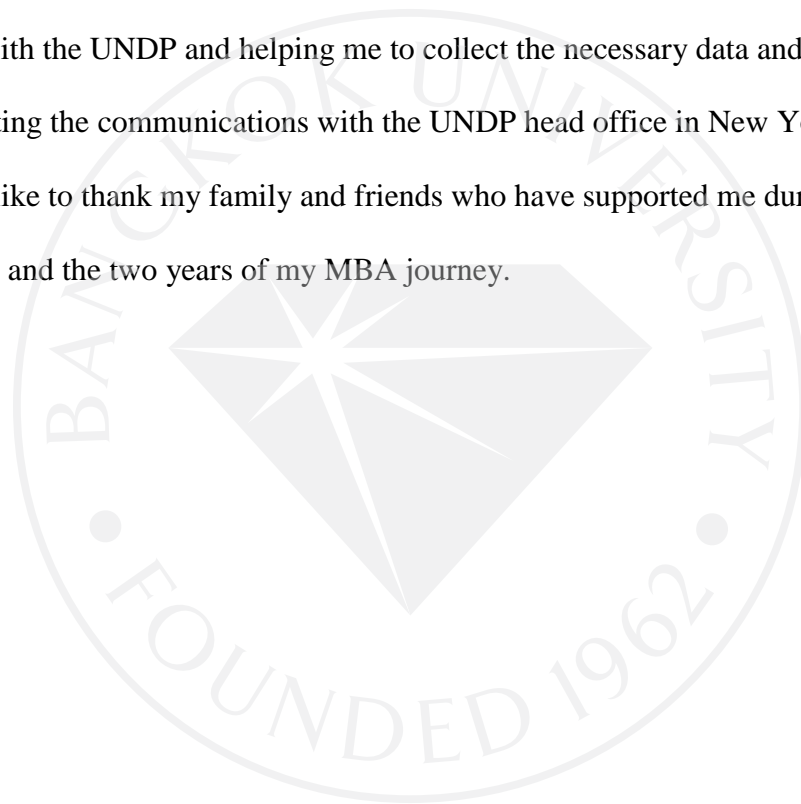 ith the UNDP and helping me to collect the necessary data and
ting the communications with the UNDP head office in New Yo
ike to thank my family and friends who have supported me du
and the two years of my MBA journey.
BANGKOK UNIVERSITY
• FOUNDED 1962 •